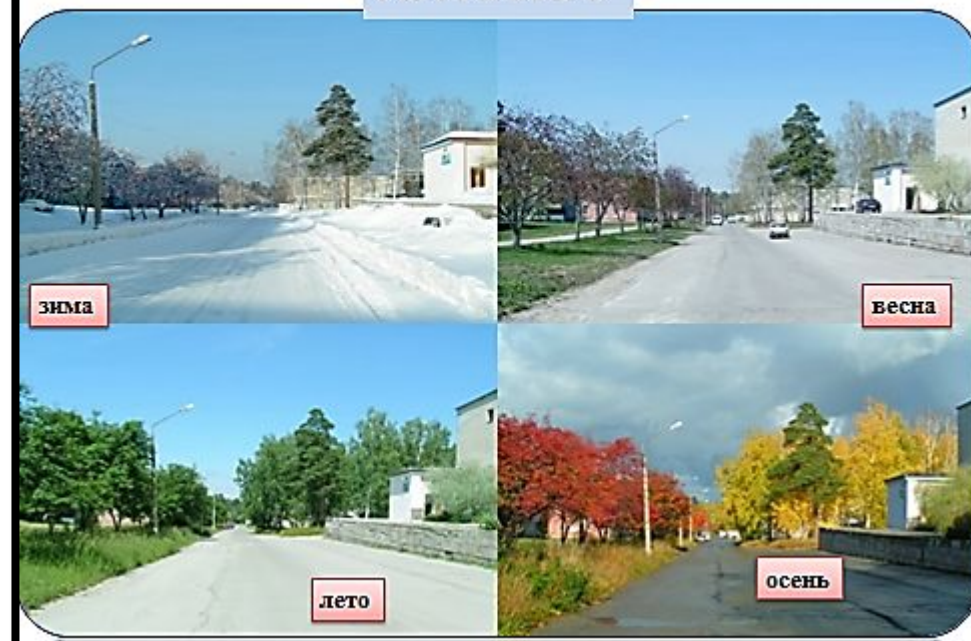 зима
весна
лето
осень